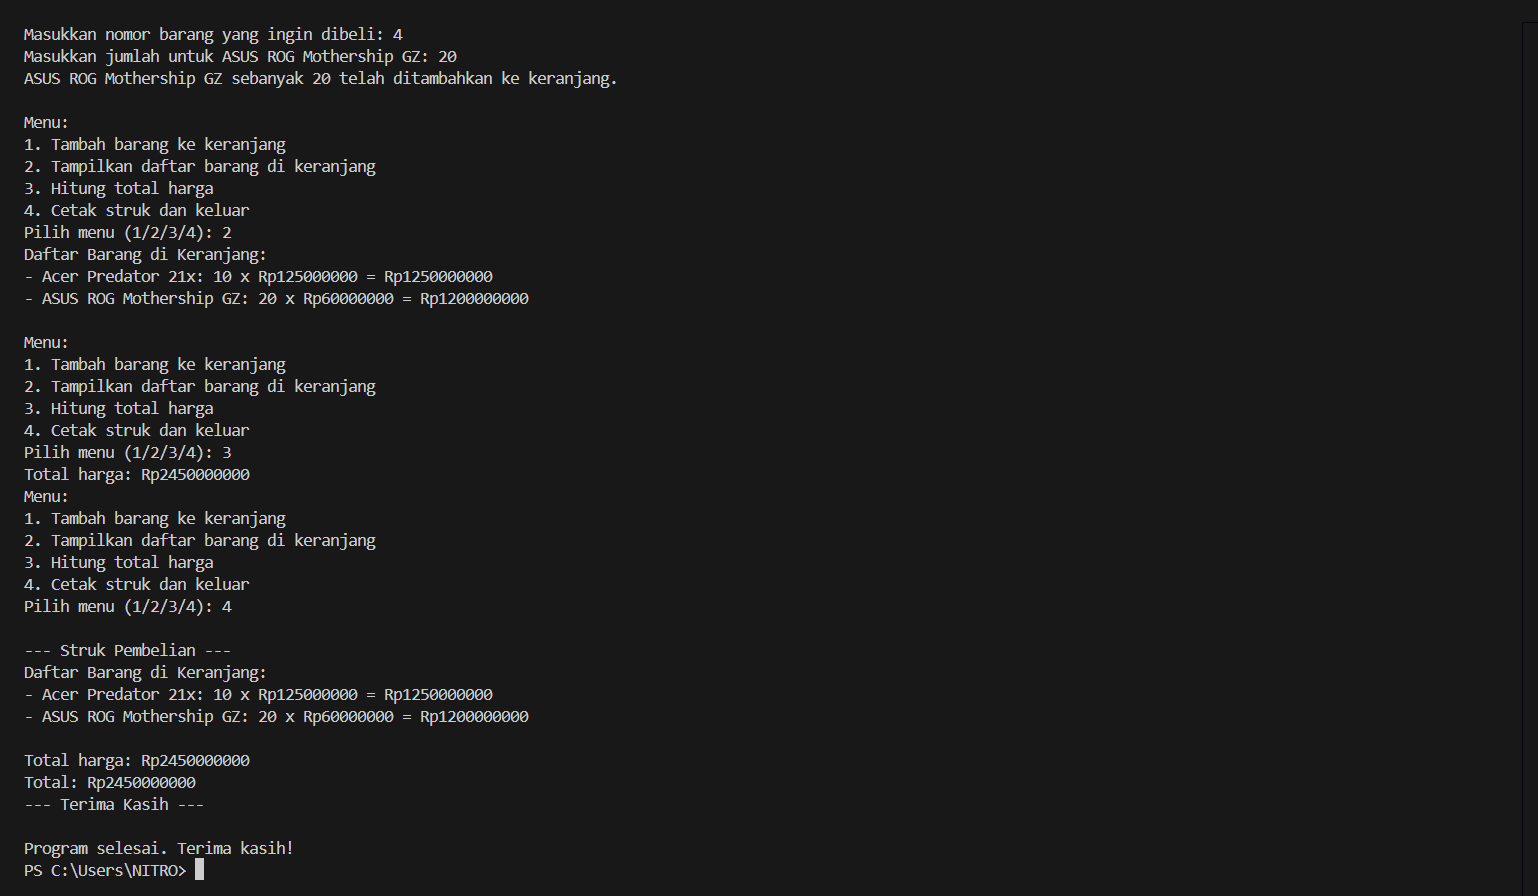 Masukkan nomor barang yang ingin dibeli: 4
Masukkan jumlah untuk ASUS ROG Mothership GZ: 20
ASUS ROG Mothership GZ sebanyak 20 telah ditambahkan ke keranjang.
Menu:
1. Tambah barang ke keranjang
2. Tampilkan daftar barang di keranjang
3. Hitung total harga
4. Cetak struk dan keluar
Pilih menu (1/2/3/4): 2
Daftar Barang di Keranjang:
- Acer Predator 21x: 10 x Rp125000000 = Rp1250000000
- ASUS ROG Mothership GZ: 20 x Rp60000000 = Rp1200000000
Menu:
1. Tambah barang ke keranjang
2. Tampilkan daftar barang di keranjang
3. Hitung total harga
4. Cetak struk dan keluar
Pilih menu (1/2/3/4): 3
Total harga: Rp2450000000
Menu:
1. Tambah barang ke keranjang
2. Tampilkan daftar barang di keranjang
3. Hitung total harga
4. Cetak struk dan keluar
Pilih menu (1/2/3/4): 4
--- Struk Pembelian ---
Daftar Barang di Keranjang:
- Acer Predator 21x: 10 x Rp125000000 = Rp1250000000
- ASUS ROG Mothership GZ: 20 x Rp60000000 = Rp1200000000
Total harga: Rp2450000000
Total: Rp2450000000
--- Terima Kasih ---
Program selesai. Terima kasih!
PS C:\Users\NITRO>